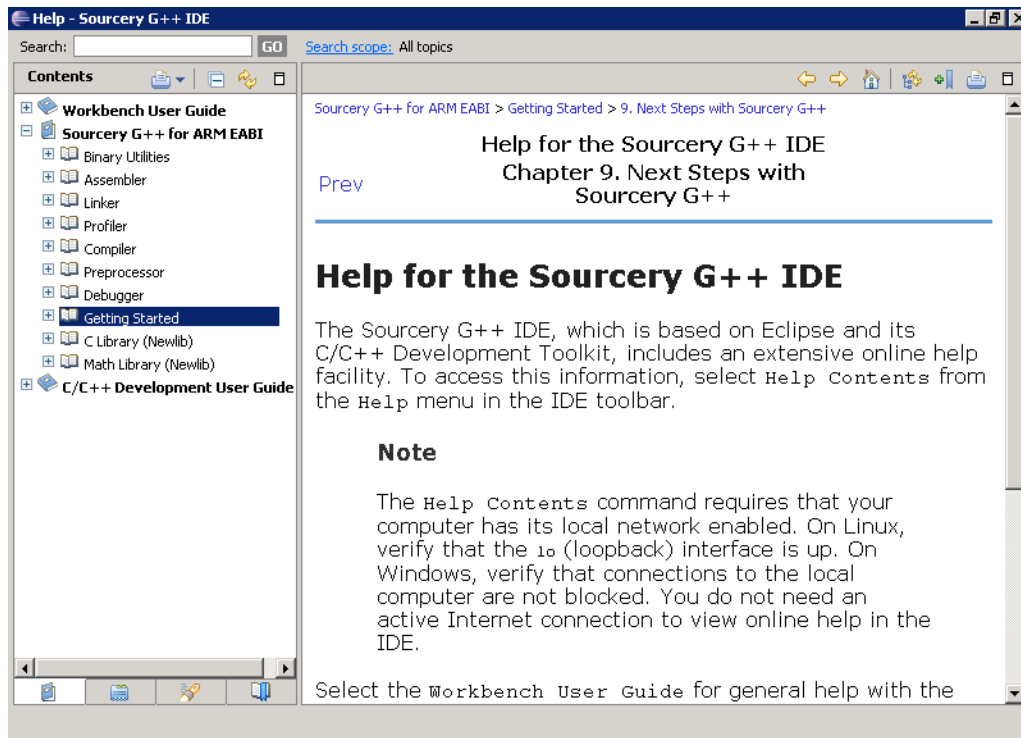 Help - Sourcery G++ IDE
Search:
GO
Search scope: All topics
Contents
Workbench User Guide
Sourcery G++ for ARM EABI
Binary Utilities
Assembler
Linker
Profiler
Compiler
Preprocessor
Debugger
Getting Started
C Library (Newlib)
Math Library (Newlib)
C/C++ Development User Guide
Sourcery G++ for ARM EABI > Getting Started > 9. Next Steps with Sourcery G++
Help for the Sourcery G++ IDE
Prev
Chapter 9. Next Steps with
Sourcery G++
Help for the Sourcery G++ IDE
The Sourcery G++ IDE, which is based on Eclipse and its
C/C++ Development Toolkit, includes an extensive online help
facility. To access this information, select Help Contents from
the Help menu in the IDE toolbar.
Note
The Help Contents command requires that your
computer has its local network enabled. On Linux,
verify that the lo (loopback) interface is up. On
Windows, verify that connections to the local
computer are not blocked. You do not need an
active Internet connection to view online help in the
IDE.
Select the Workbench User Guide for general help with the